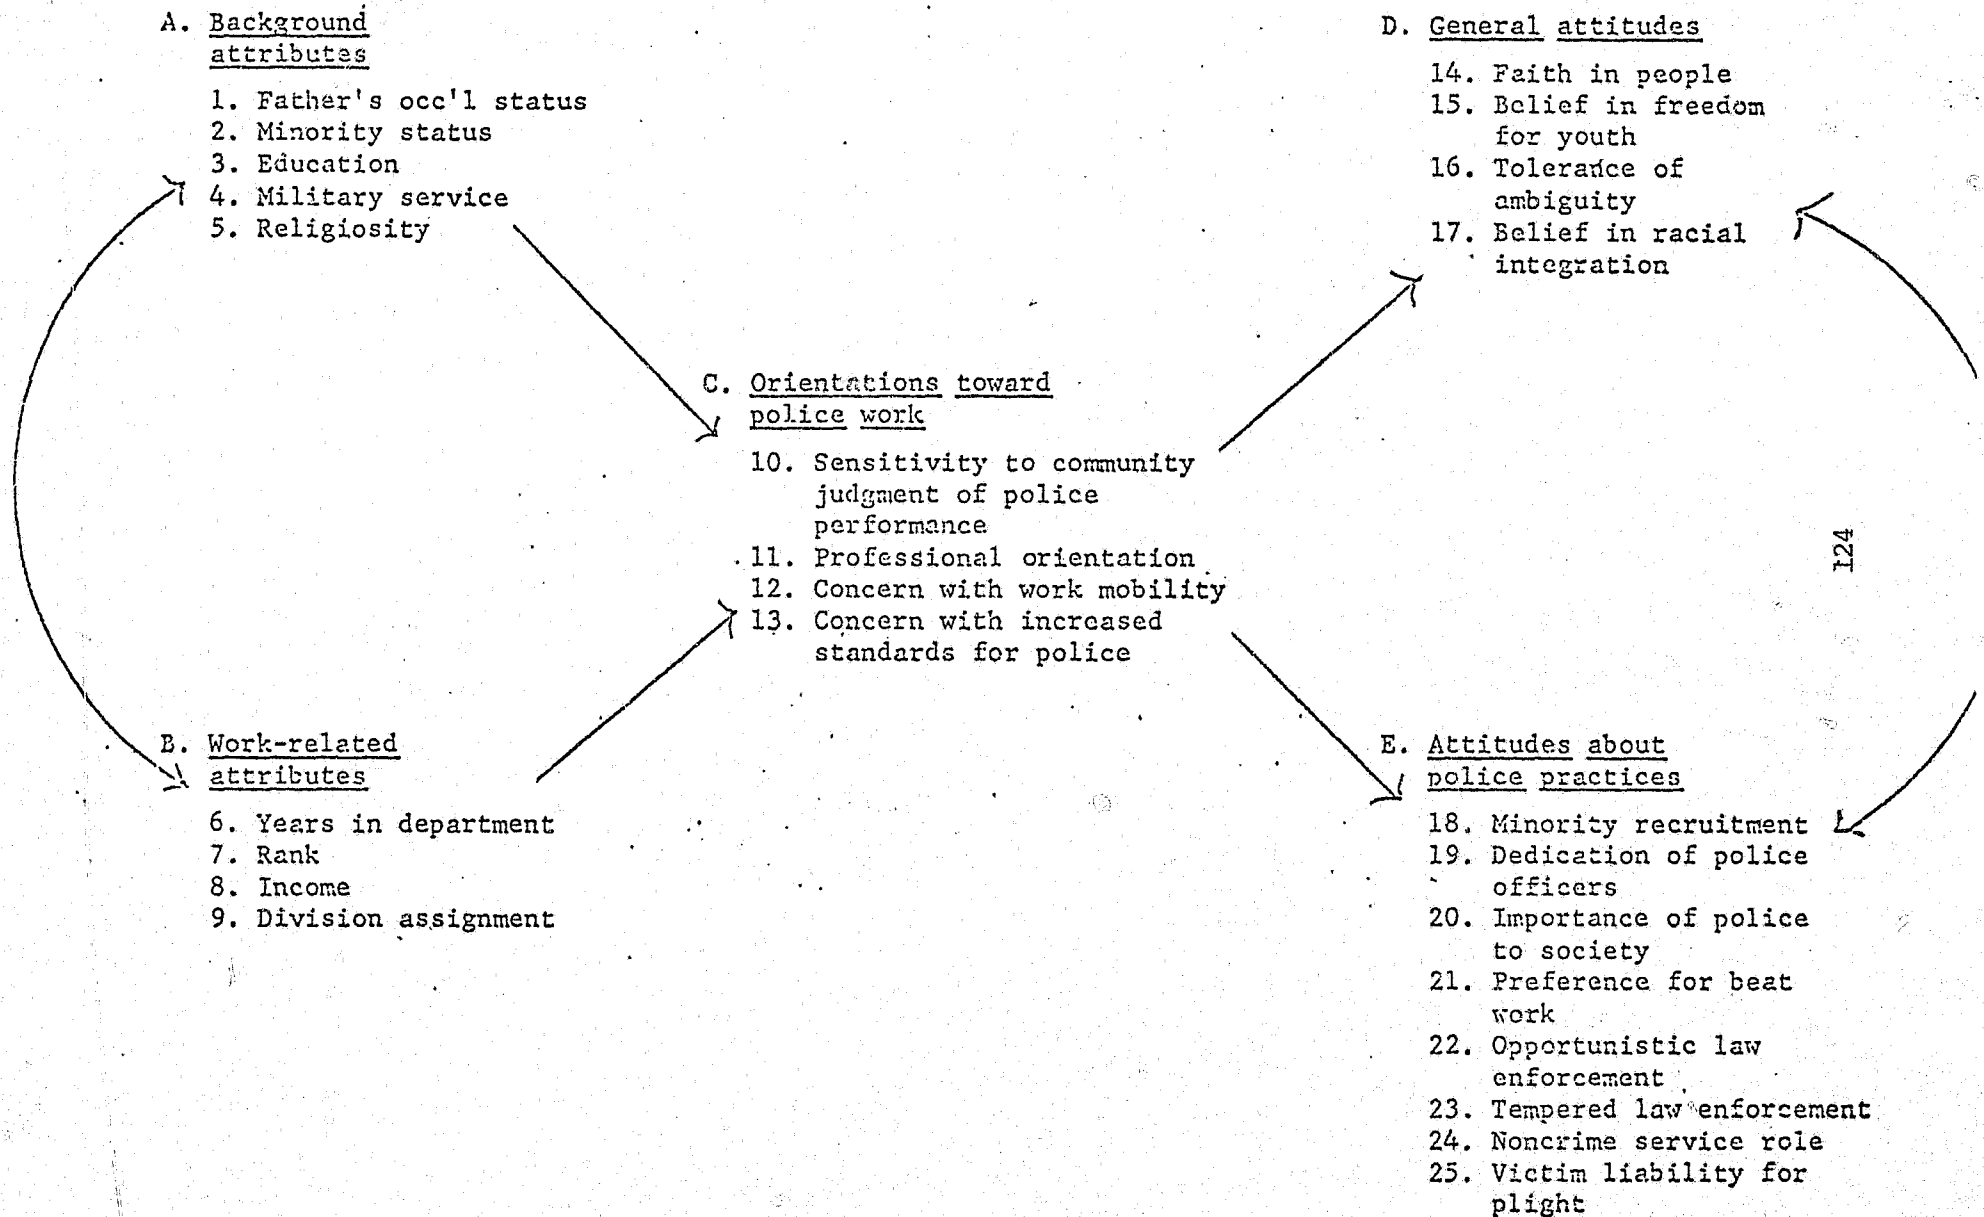 A. Background
attributes
1. Father's occ'l status
2. Minority status
3. Education
4. Military service
5. Religiosity
B. Work-related
attributes
6. Years in department
7. Rank
8. Income
9. Division assignment
C. Orientations toward
police work
10. Sensitivity to community
judgment of police
performance
11. Professional orientation
12. Concern with work mobility
13. Concern with increased
standards for police
D. General attitudes
14. Faith in people
15. Belief in freedom
for youth
16. Tolerance of
ambiguity
17. Belief in racial
integration
E. Attitudes about
police practices
18. Minority recruitment
19. Dedication of police
officers
20. Importance of police
to society
21. Preference for beat
work
22. Opportunistic law
enforcement
23. Tempered law enforcement
24. Noncrime service role
25. Victim liability for
plight
124